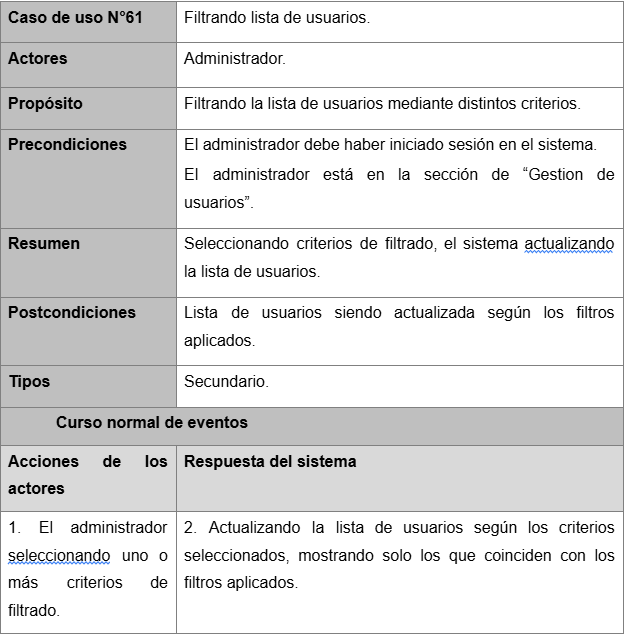 Caso de uso N°61 Filtrando lista de usuarios.
Actores Administrador.
Propósito Filtrando la lista de usuarios mediante distintos criterios.
Precondiciones El administrador debe haber iniciado sesión en el sistema.
El administrador está en la sección de “Gestion de
usuarios”.
Resumen Seleccionando criterios de filtrado, el sistema actualizando
la lista de usuarios.
Postcondiciones Lista de usuarios siendo actualizada según los filtros
aplicados.
Tipos Secundario.
Curso normal de eventos
Acciones de los
actores
Respuesta del sistema
1. El administrador
seleccionando uno o
más criterios de
filtrado.
2. Actualizando la lista de usuarios según los criterios
seleccionados, mostrando solo los que coinciden con los
filtros aplicados.